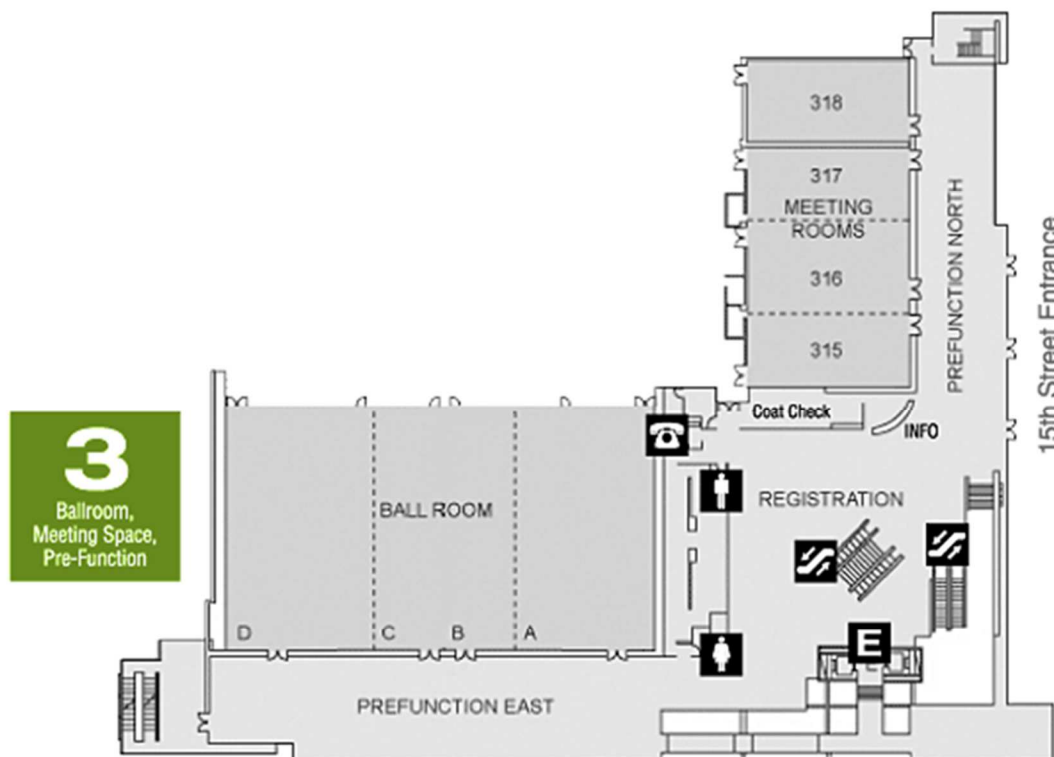 318
317
MEETING
ROOMS
316
315
PREFUNCTION NORTH
15th Street Entrance
Coat Check
INFO
3
Ballroom,
Meeting Space,
Pre-Function
BALL ROOM
REGISTRATION
D
C
B
A
E
PREFUNCTION EAST